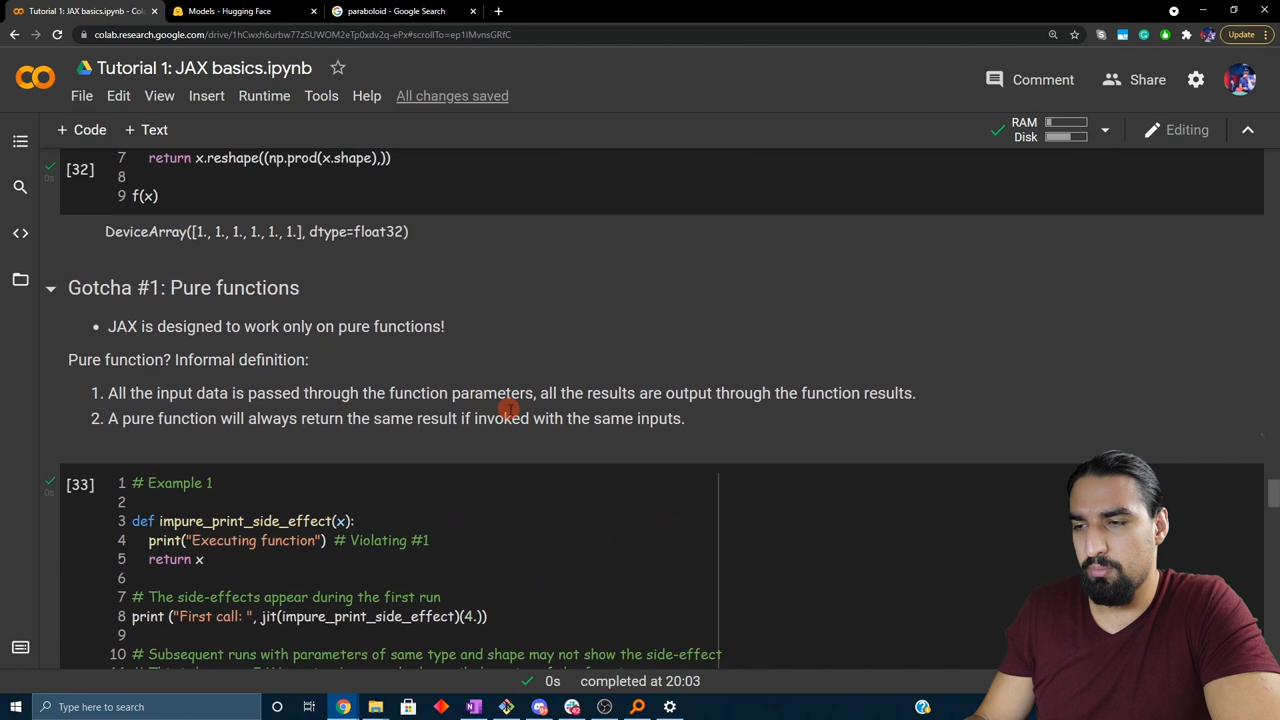 Tutorial 1: JAX basics.ipynb - Cola
Models - Hugging Face
paraboloid - Google Search
colab.research.google.com/drive/1hCwxh6urbw77zSUWOM2eTp0xdv2q-ePx#scrollTo=ep1IMvnsGRfC
Update
Tutorial 1: JAX basics.ipynb
Comment
Share
File Edit View Insert Runtime Tools Help All changes saved
+ Code + Text
RAM
Disk
Editing
[32]
7 return x.reshape((np.prod(x.shape),))
8
9 f(x)
DeviceArray([1., 1., 1., 1., 1., 1.], dtype=float32)
Gotcha #1: Pure functions
• JAX is designed to work only on pure functions!
Pure function? Informal definition:
1. All the input data is passed through the function parameters, all the results are output through the function results.
2. A pure function will always return the same result if invoked with the same inputs.
[33]
1 # Example 1
2
3 def impure_print_side_effect(x):
4 print("Executing function") # Violating #1
5 return x
6
7 # The side-effects appear during the first run
8 print ("First call: ", jit(impure_print_side_effect)(4.))
9
10 # Subsequent runs with parameters of same type and shape may not show the side-effect
0s completed at 20:03
Type here to search